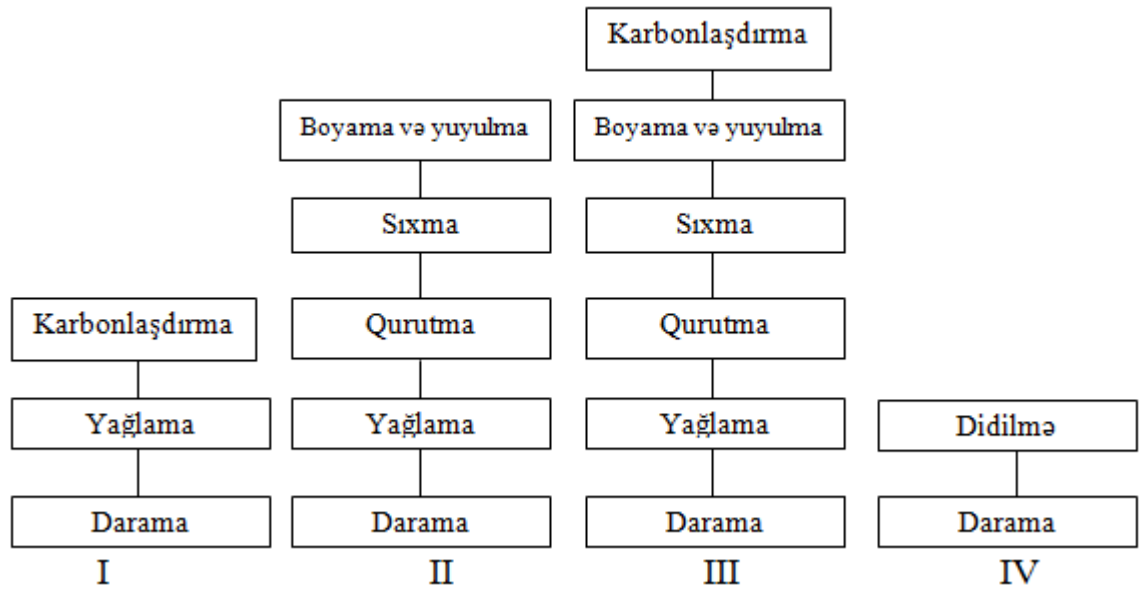 Karbonlaşdırma
Yağlama
Darama
I
Boyama və yuyulma
Sıxma
Qurutma
Yağlama
Darama
II
Karbonlaşdırma
Boyama və yuyulma
Sıxma
Qurutma
Yağlama
Darama
III
Didilmə
Darama
IV